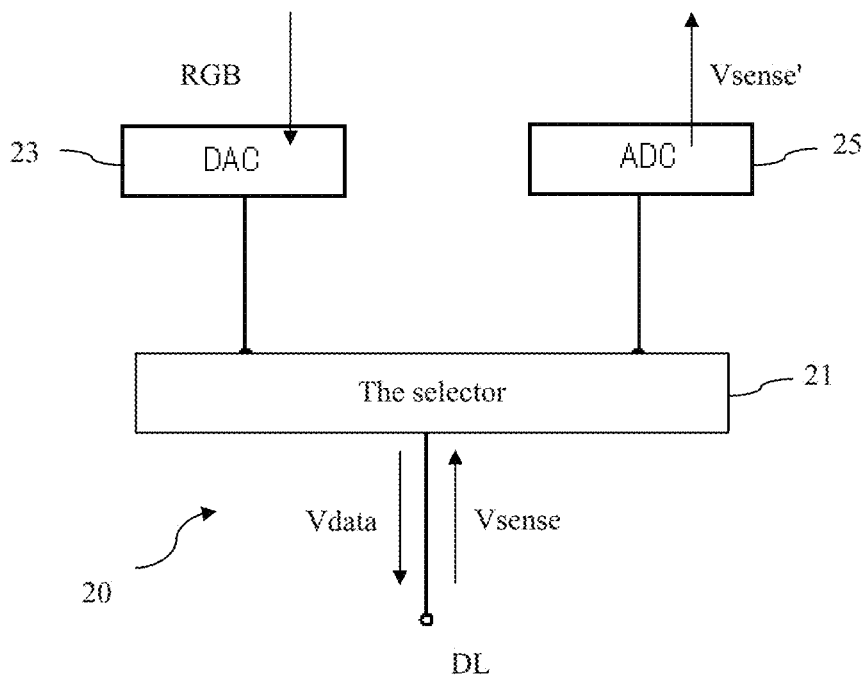 RGB
Vsense'
23
DAC
ADC
25
The selector
21
Vdata
Vsense
20
DL